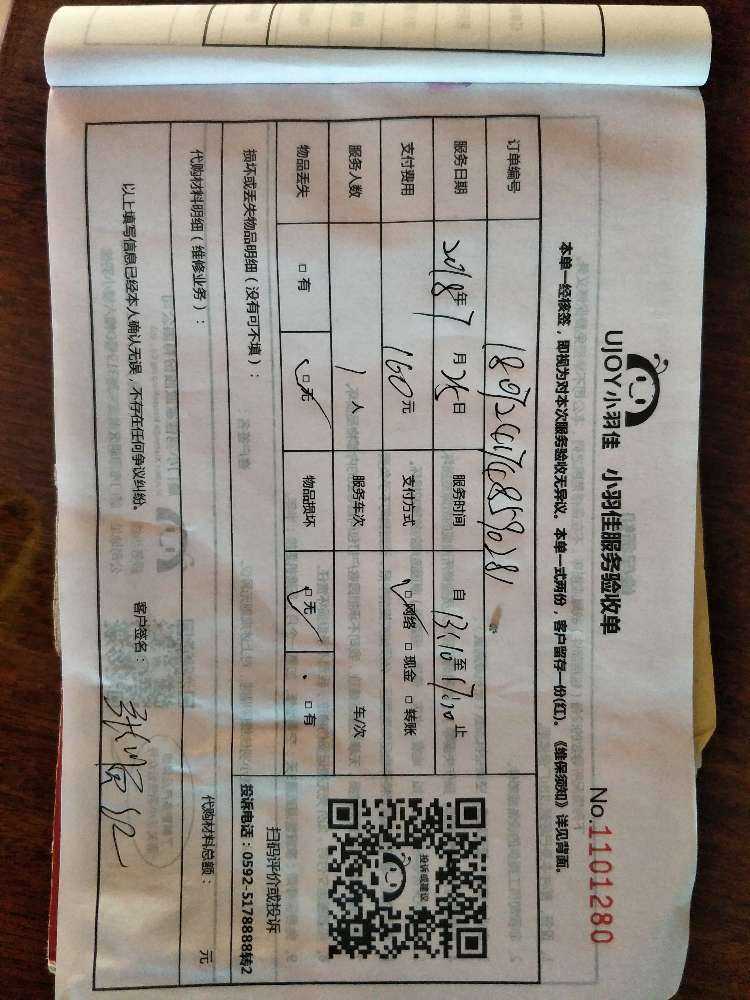 UJOY小羽佳 小羽佳服务验收单
No.1101280
本单一经核签，即视为对本次服务验收无异议。本单一式两份，客户留存一份(红)。《维保须知》详见背面。
订单编号
服务日期 2018年7月25日 服务时间 自 至 17:10 止
支付费用 160元 支付方式 ☑网络 □现金 □转账
服务人数 1人 服务车次 车/次
物品丢失 □有 ☑无 物品损坏 ☑无 □有
投诉或建议
扫码评价或投诉
投诉电话：0592-5178888转2
损坏或丢失物品明细（没有可不填）：
代购材料明细（维修业务）： 代购材料总额： 元
以上填写信息已经本人确认无误，不存在任何争议纠纷。 客户签名：